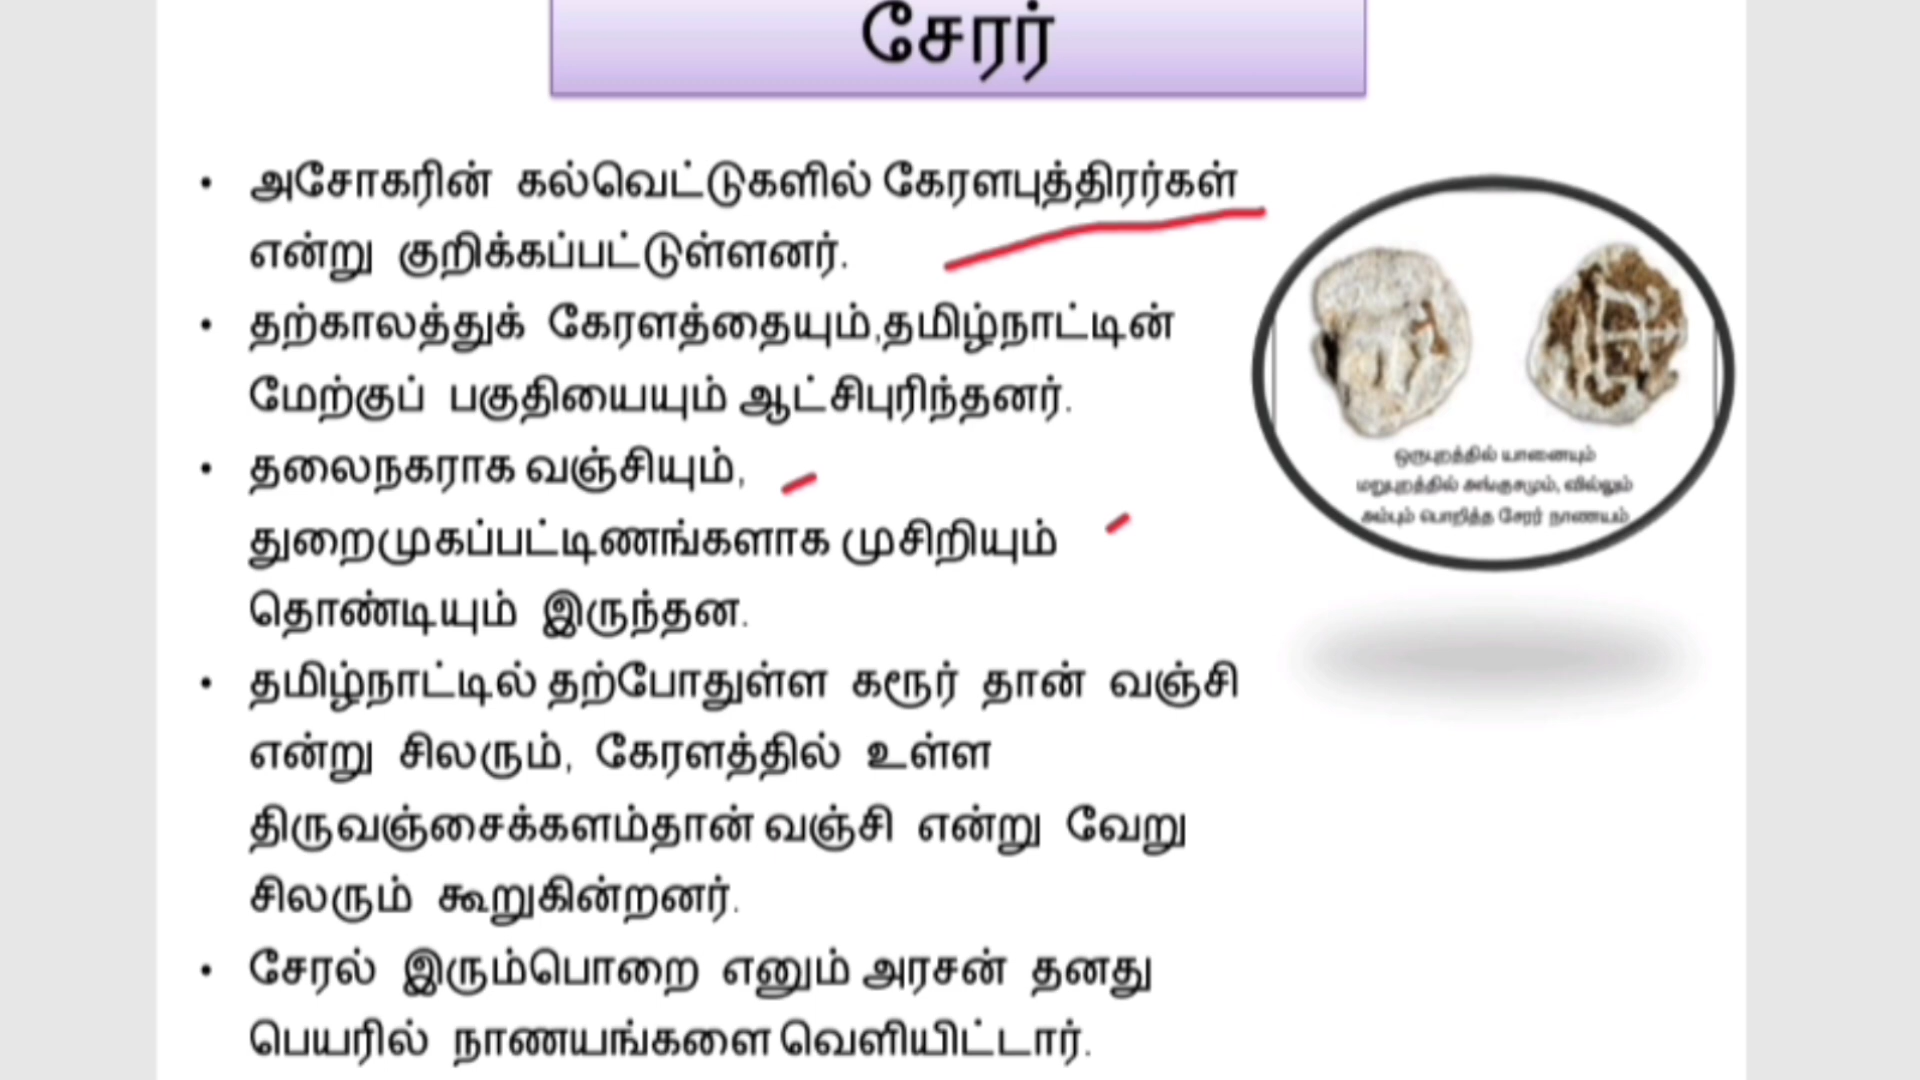 சேரர்
• அசோகரின் கல்வெட்டுகளில் கேரளபுத்திரர்கள்
என்று குறிக்கப்பட்டுள்ளனர்.
• தற்காலத்துக் கேரளத்தையும்,தமிழ்நாட்டின்
மேற்குப் பகுதியையும் ஆட்சிபுரிந்தனர்.
• தலைநகராக வஞ்சியும்,
துறைமுகப்பட்டிணங்களாக முசிறியும்
தொண்டியும் இருந்தன.
• தமிழ்நாட்டில் தற்போதுள்ள கரூர் தான் வஞ்சி
என்று சிலரும், கேரளத்தில் உள்ள
திருவஞ்சைக்களம்தான் வஞ்சி என்று வேறு
சிலரும் கூறுகின்றனர்.
• சேரல் இரும்பொறை எனும் அரசன் தனது
பெயரில் நாணயங்களை வெளியிட்டார்.
ஒருபுறத்தில் யானையும்
மறுபுறத்தில் அங்குசமும், வில்லும்
அம்பும் பொறித்த சேரர் நாணயம்